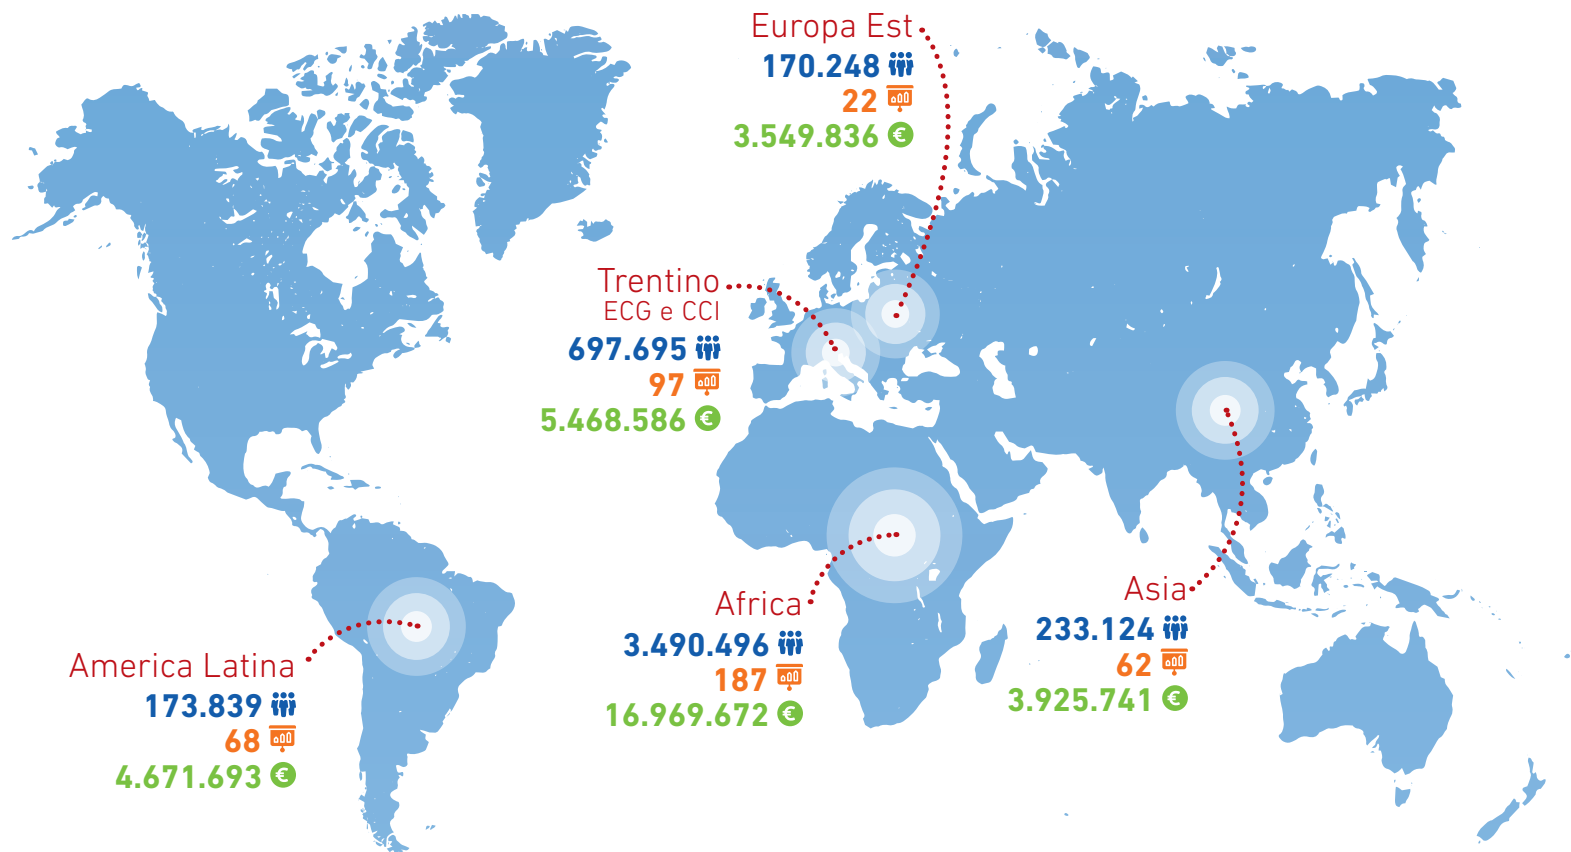 Europa Est
170.248
22
3.549.836 €
Trentino
ECG e CCI
697.695
97
5.468.586 €
Africa
3.490.496
187
16.969.672 €
Asia
233.124
62
3.925.741 €
America Latina
173.839
68
4.671.693 €